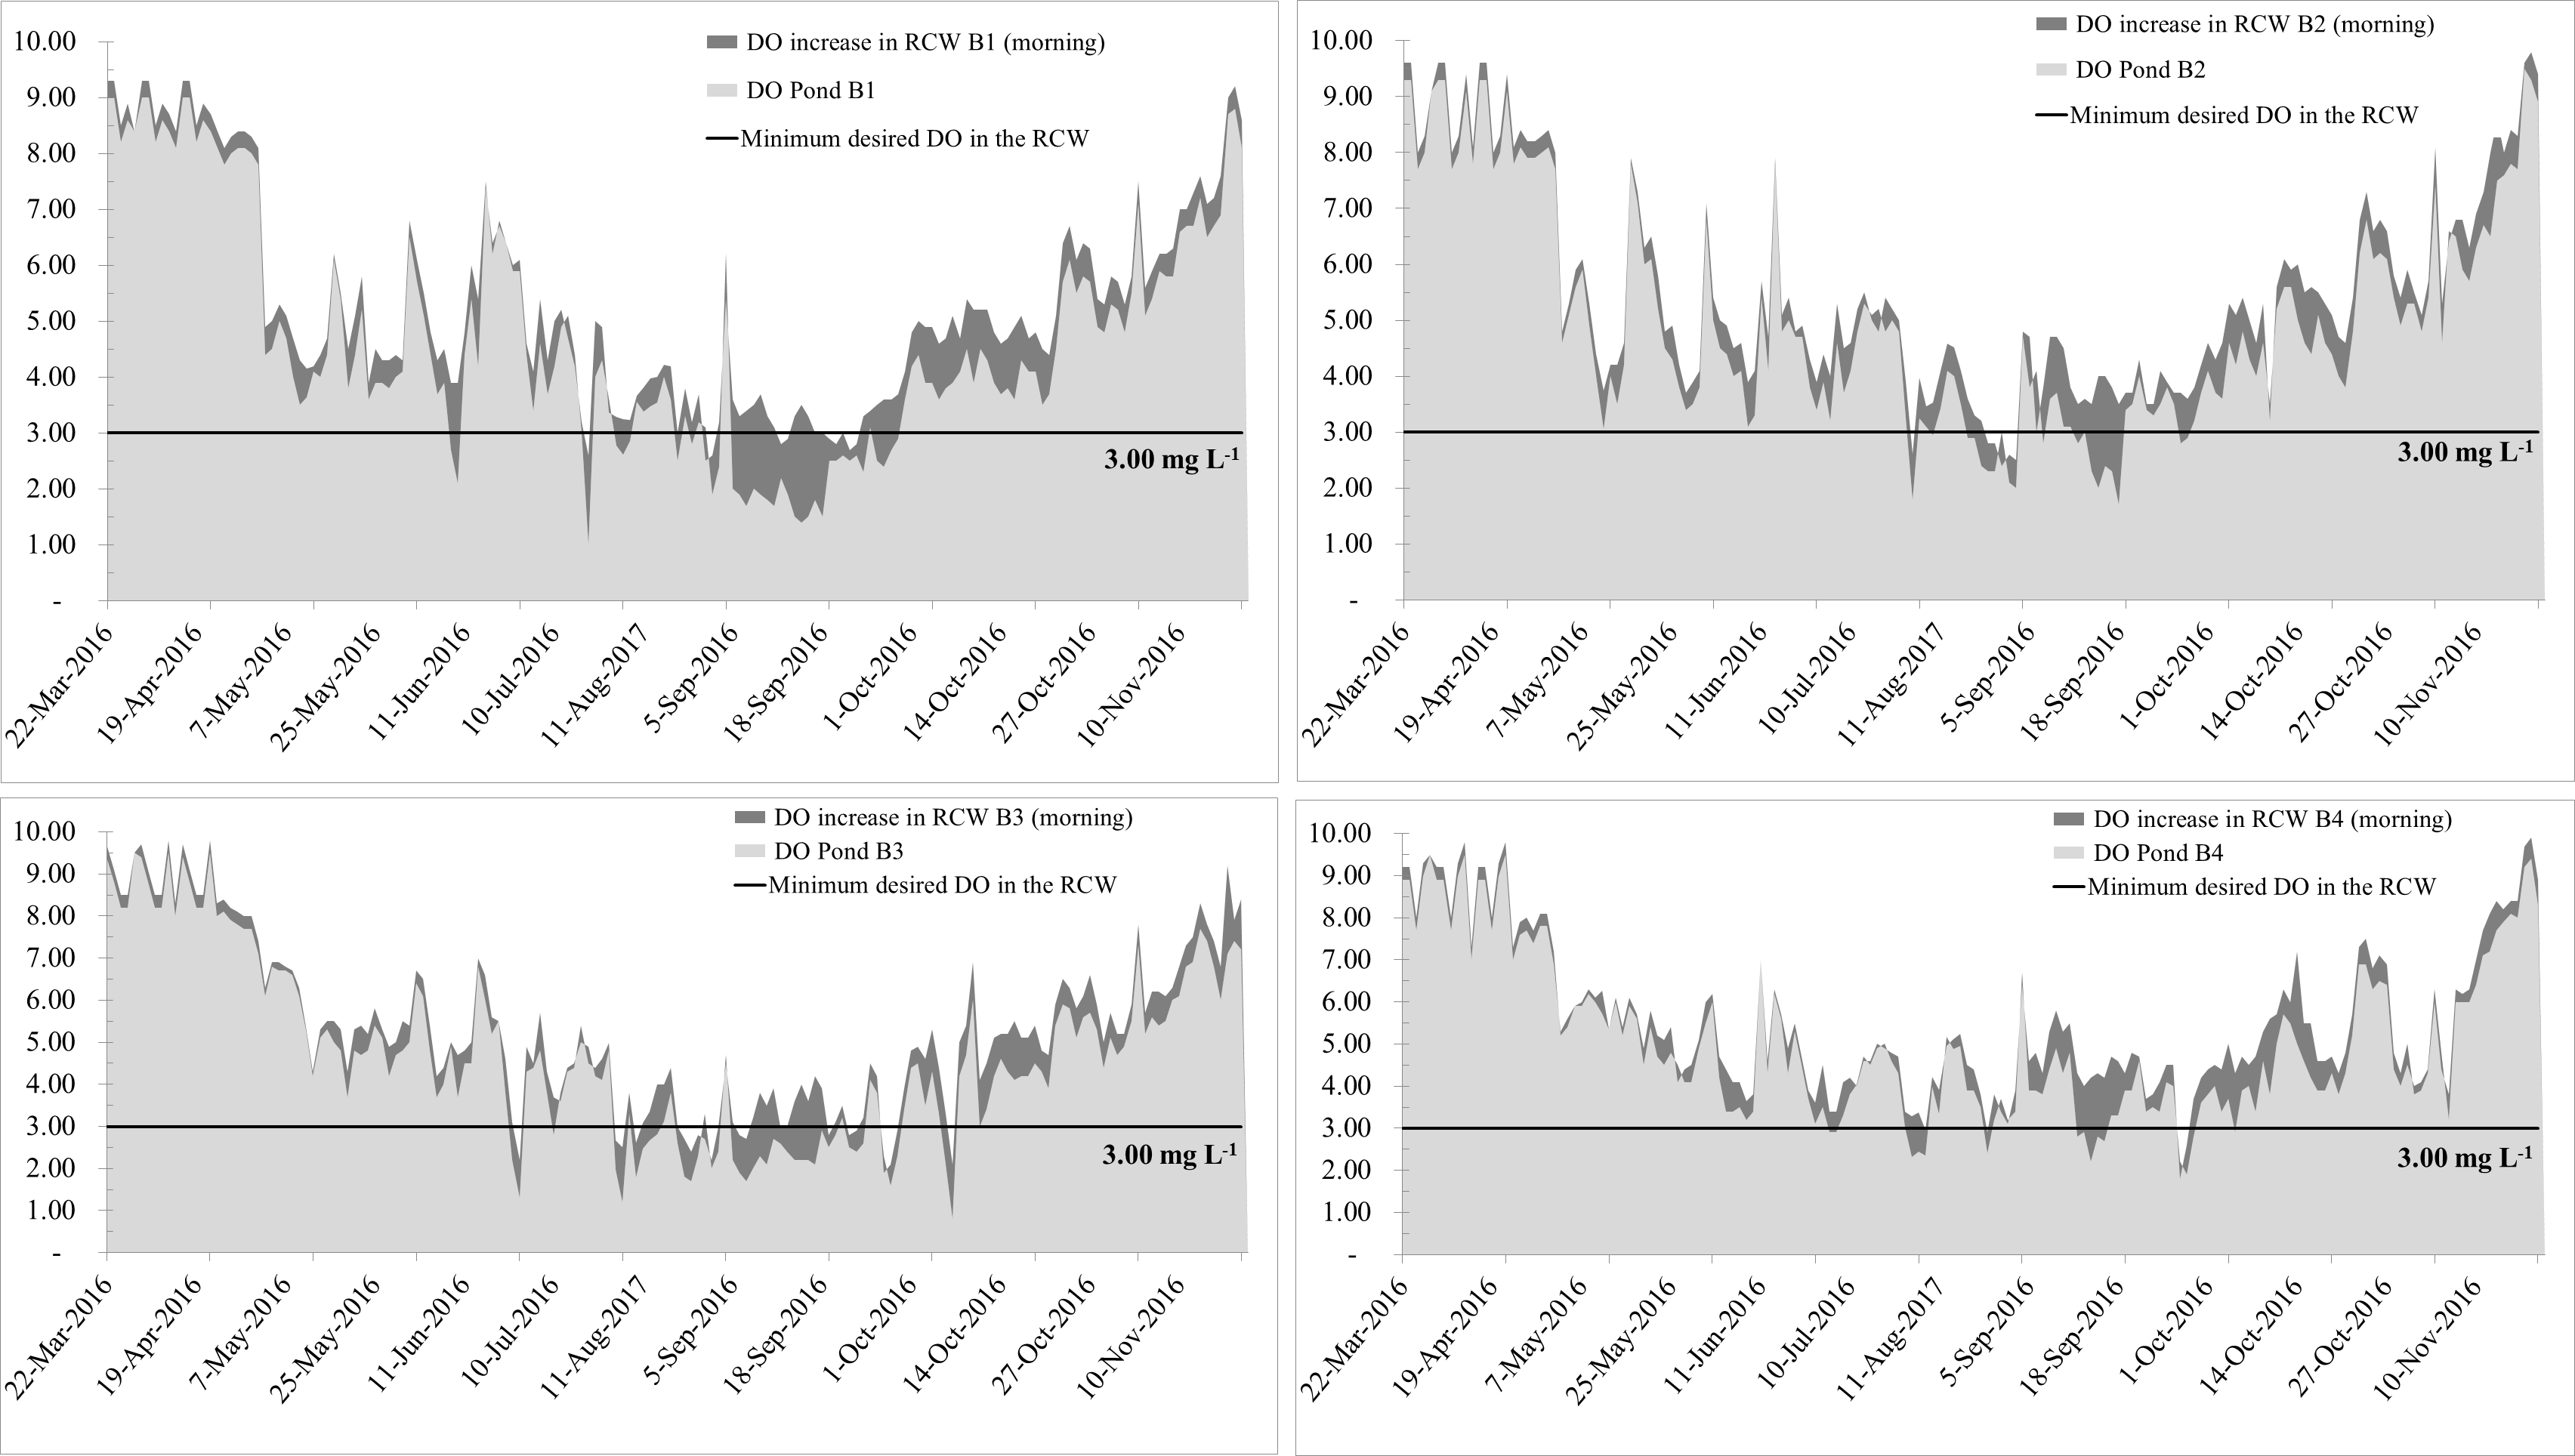 DO increase in RCW B1 (morning)
DO Pond B1
Minimum desired DO in the RCW
10.00
9.00
8.00
7.00
6.00
5.00
4.00
3.00
2.00
1.00
-
3.00 mg L-1
22-Mar-2016
19-Apr-2016
7-May-2016
25-May-2016
11-Jun-2016
10-Jul-2016
11-Aug-2017
5-Sep-2016
18-Sep-2016
1-Oct-2016
14-Oct-2016
27-Oct-2016
10-Nov-2016
DO increase in RCW B2 (morning)
DO Pond B2
Minimum desired DO in the RCW
10.00
9.00
8.00
7.00
6.00
5.00
4.00
3.00
2.00
1.00
-
3.00 mg L-1
22-Mar-2016
19-Apr-2016
7-May-2016
25-May-2016
11-Jun-2016
10-Jul-2016
11-Aug-2017
5-Sep-2016
18-Sep-2016
1-Oct-2016
14-Oct-2016
27-Oct-2016
10-Nov-2016
DO increase in RCW B3 (morning)
DO Pond B3
Minimum desired DO in the RCW
10.00
9.00
8.00
7.00
6.00
5.00
4.00
3.00
2.00
1.00
-
3.00 mg L-1
22-Mar-2016
19-Apr-2016
7-May-2016
25-May-2016
11-Jun-2016
10-Jul-2016
11-Aug-2017
5-Sep-2016
18-Sep-2016
1-Oct-2016
14-Oct-2016
27-Oct-2016
10-Nov-2016
DO increase in RCW B4 (morning)
DO Pond B4
Minimum desired DO in the RCW
10.00
9.00
8.00
7.00
6.00
5.00
4.00
3.00
2.00
1.00
-
3.00 mg L-1
22-Mar-2016
19-Apr-2016
7-May-2016
25-May-2016
11-Jun-2016
10-Jul-2016
11-Aug-2017
5-Sep-2016
18-Sep-2016
1-Oct-2016
14-Oct-2016
27-Oct-2016
10-Nov-2016